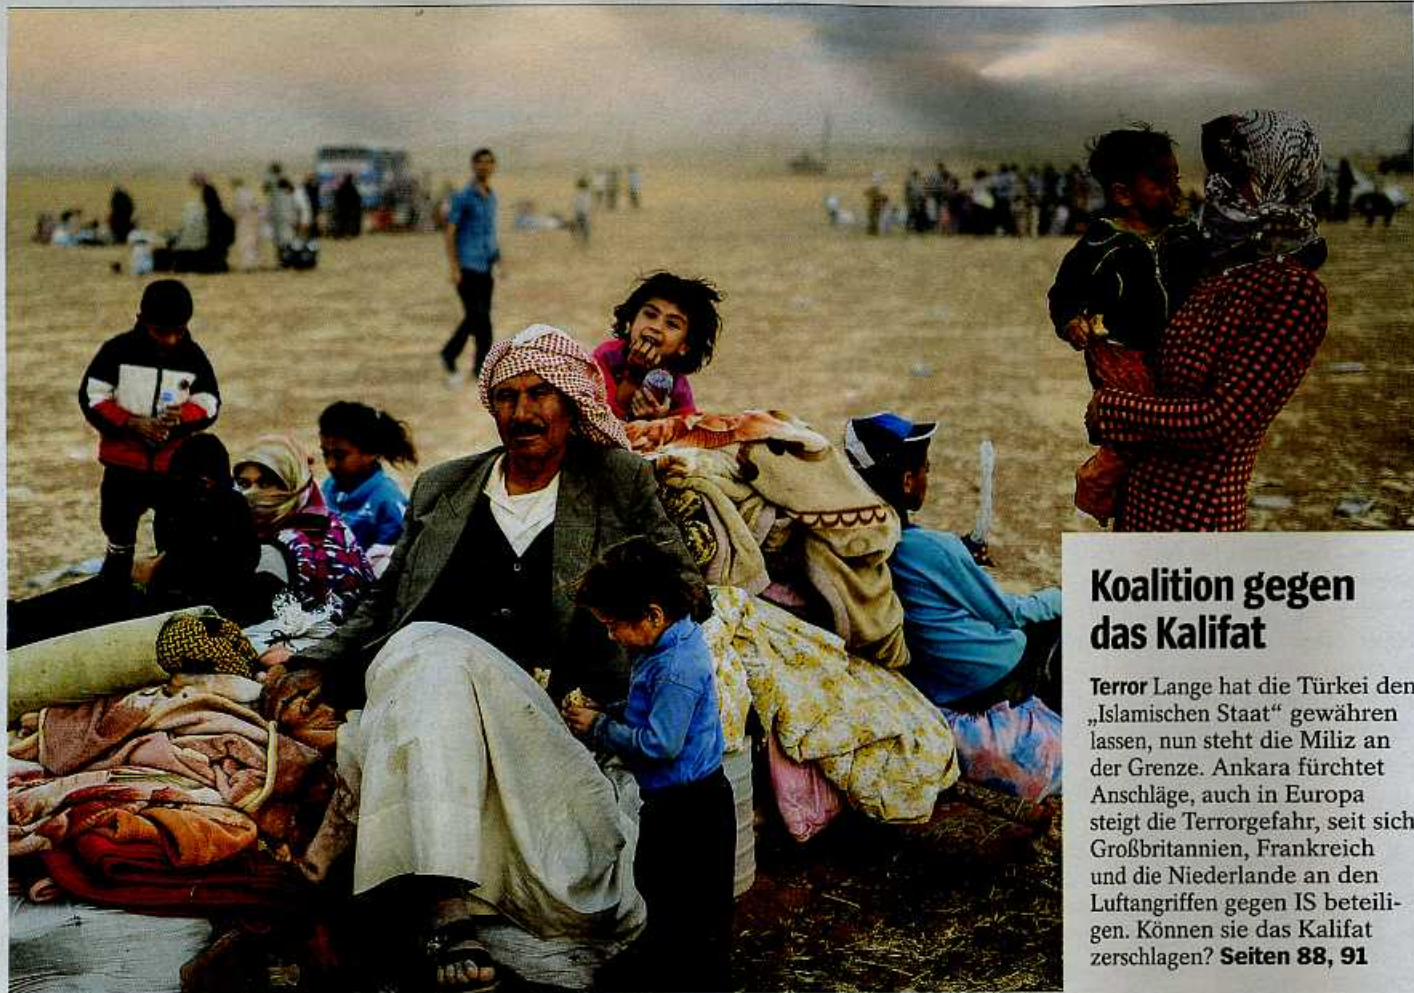 Koalition gegen
das Kalifat
Terror Lange hat die Türkei den
„Islamischen Staat“ gewähren
lassen, nun steht die Miliz an
der Grenze. Ankara fürchtet
Anschläge, auch in Europa
steigt die Terrorgefahr, seit sich
Großbritannien, Frankreich
und die Niederlande an den
Luftangriffen gegen IS beteili-
gen. Können sie das Kalifat
zerschlagen? Seiten 88, 91